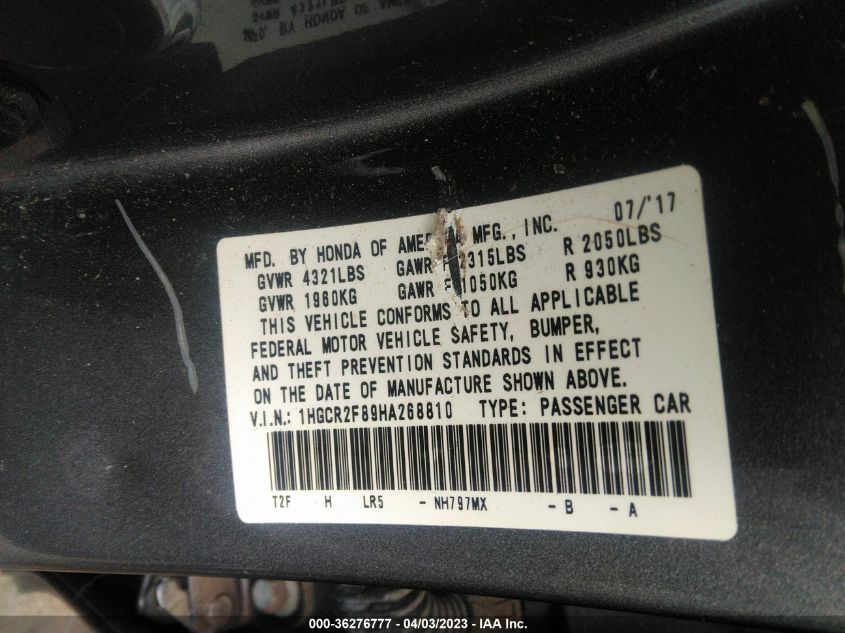 MFD. BY HONDA OF AMERICA MFG., INC. 07/'17
GVWR 4321LBS GAWR F 2315LBS R 2050LBS
GVWR 1960KG GAWR F 1050KG R 930KG
THIS VEHICLE CONFORMS TO ALL APPLICABLE
FEDERAL MOTOR VEHICLE SAFETY, BUMPER,
AND THEFT PREVENTION STANDARDS IN EFFECT
ON THE DATE OF MANUFACTURE SHOWN ABOVE.
V.I.N.: 1HGCR2F89HA268810 TYPE: PASSENGER CAR
T2F H LR5 - NH797MX - B - A
000-36276777 - 04/03/2023 - IAA Inc.